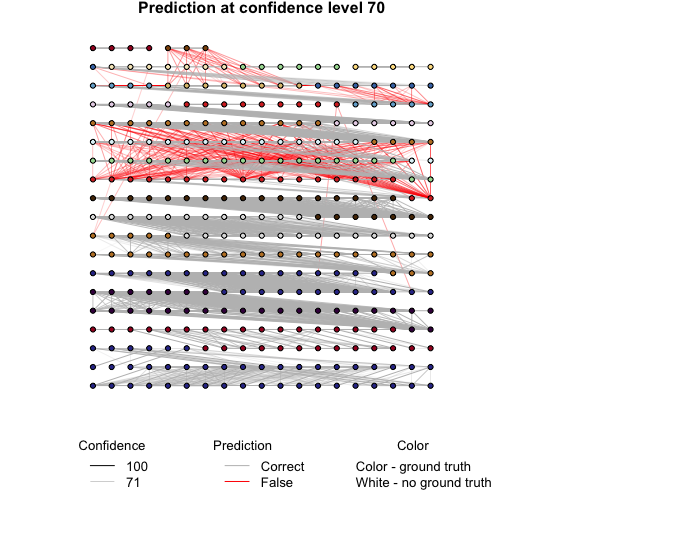 Prediction at confidence level 70
Confidence Prediction Color
100 Correct Color - ground truth
71 False White - no ground truth